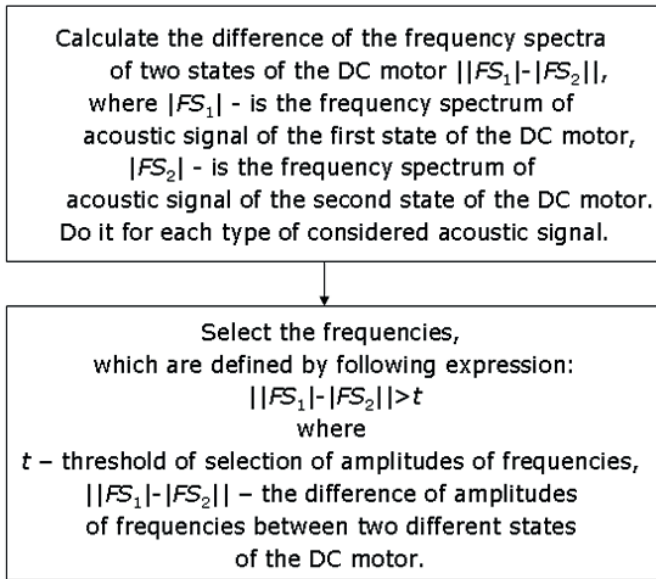 Calculate the difference of the frequency spectra
of two states of the DC motor ||FS₁|-|FS₂||,
where |FS₁| - is the frequency spectrum of
acoustic signal of the first state of the DC motor,
|FS₂| - is the frequency spectrum of
acoustic signal of the second state of the DC motor.
Do it for each type of considered acoustic signal.
Select the frequencies,
which are defined by following expression:
||FS₁|-|FS₂||>t
where
t – threshold of selection of amplitudes of frequencies,
||FS₁|-|FS₂|| – the difference of amplitudes
of frequencies between two different states
of the DC motor.